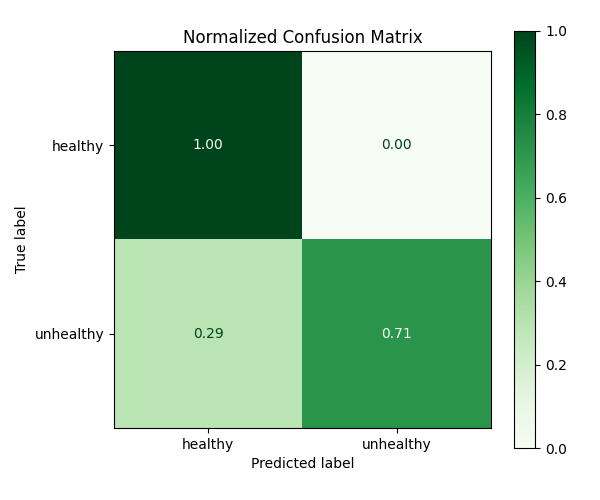 Normalized Confusion Matrix
True label
healthy
1.00
0.00
unhealthy
0.29
0.71
healthy
unhealthy
Predicted label
1.0
0.8
0.6
0.4
0.2
0.0